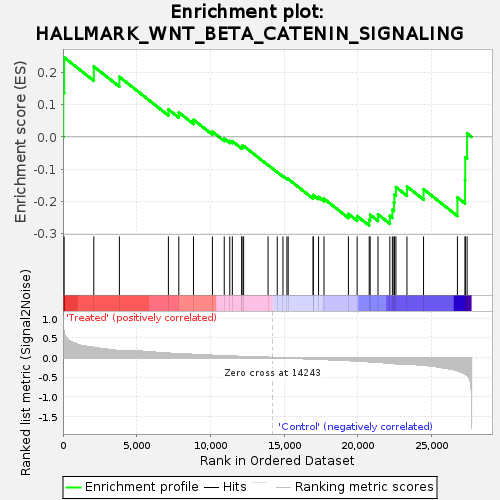 Enrichment plot:
HALLMARK_WNT_BETA_CATENIN_SIGNALING
Enrichment score (ES)
0.2
0.1
0.0
-0.1
-0.2
-0.3
'Treated' (positively correlated)
Ranked list metric (Signal2Noise)
1.0
0.5
0.0
-0.5
-1.0
-1.5
Zero cross at 14243
'Control' (negatively correlated)
0
5,000
10,000
15,000
20,000
25,000
Rank in Ordered Dataset
Enrichment profile
Hits
Ranking metric scores